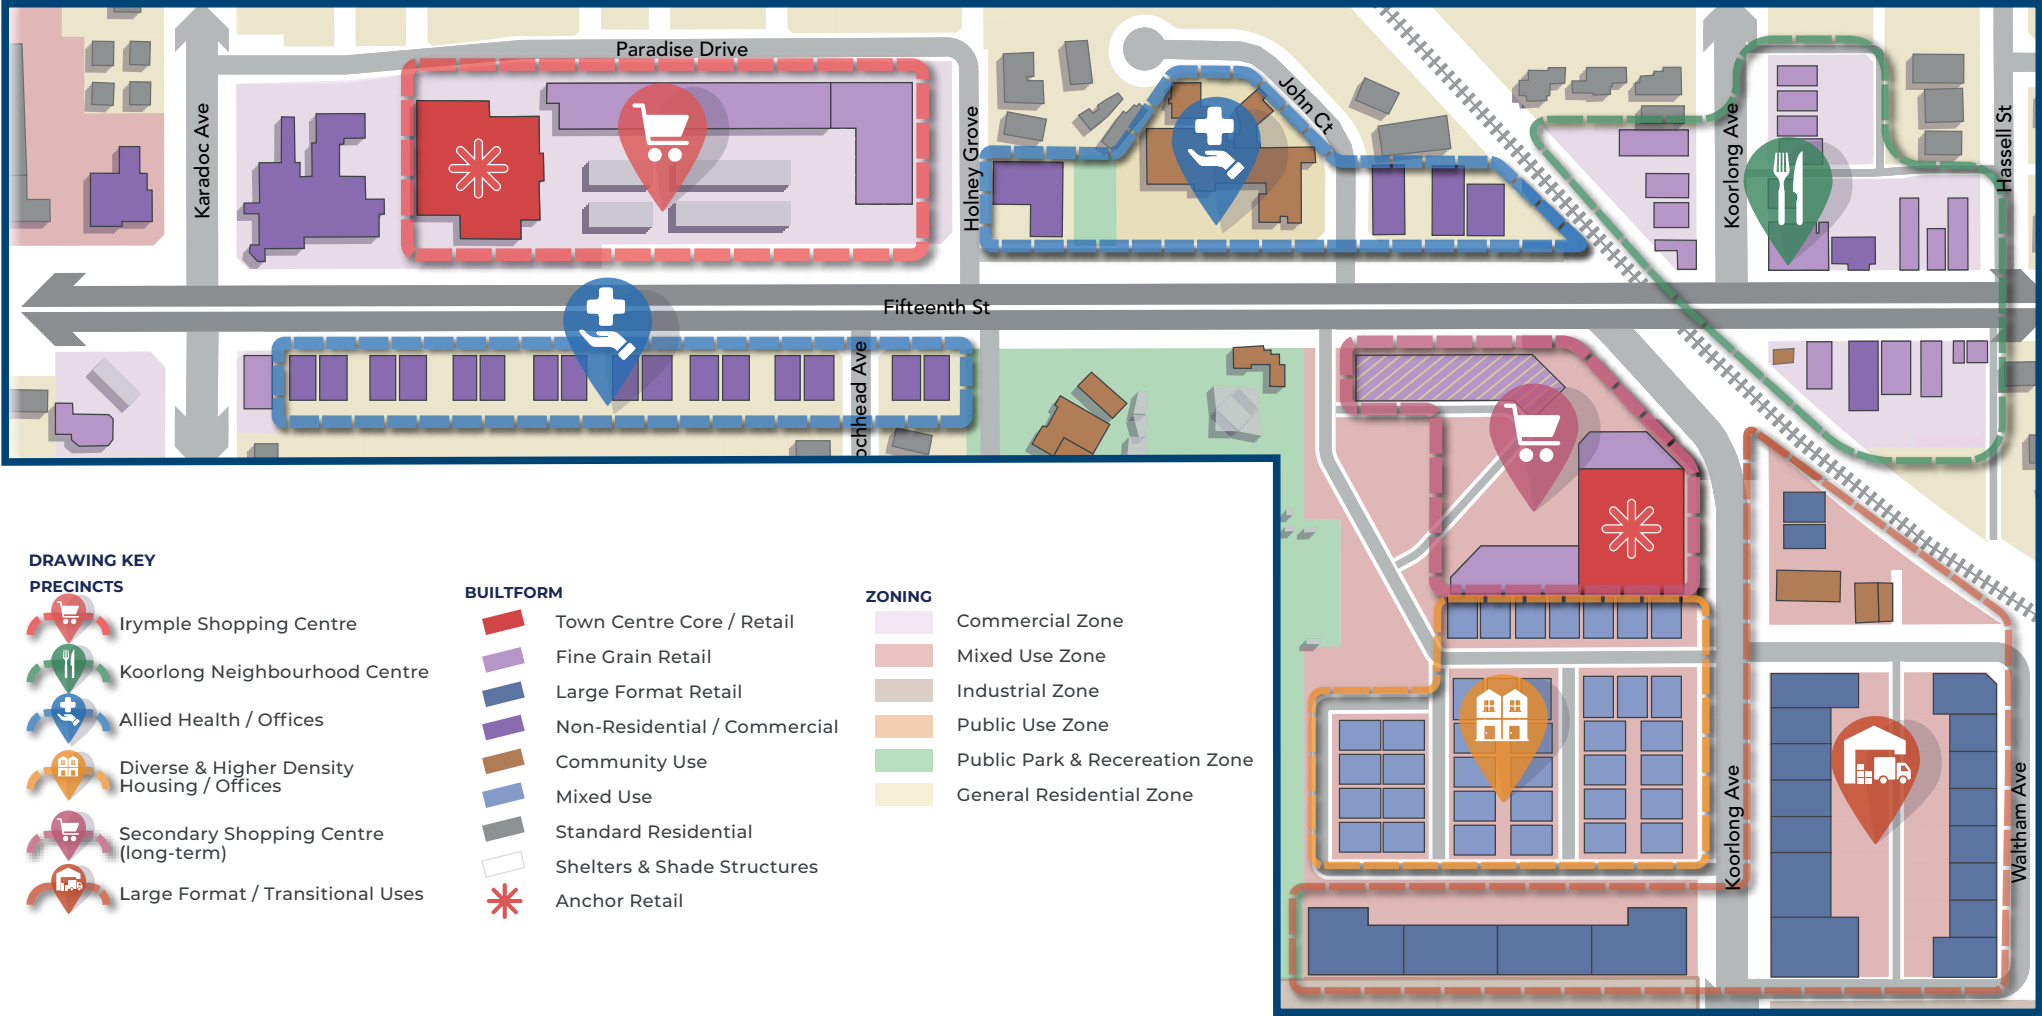 Paradise Drive
Karadoc Ave
Holney Grove
John Ct
Koorlong Ave
Hassell St
Fifteenth St
ochhead Ave
Koorlong Ave
Waltham Ave
DRAWING KEY
PRECINCTS
Irymple Shopping Centre
Koorlong Neighbourhood Centre
Allied Health / Offices
Diverse & Higher Density
Housing / Offices
Secondary Shopping Centre
(long-term)
Large Format / Transitional Uses
BUILTFORM
Town Centre Core / Retail
Fine Grain Retail
Large Format Retail
Non-Residential / Commercial
Community Use
Mixed Use
Standard Residential
Shelters & Shade Structures
Anchor Retail
ZONING
Commercial Zone
Mixed Use Zone
Industrial Zone
Public Use Zone
Public Park & Recereation Zone
General Residential Zone